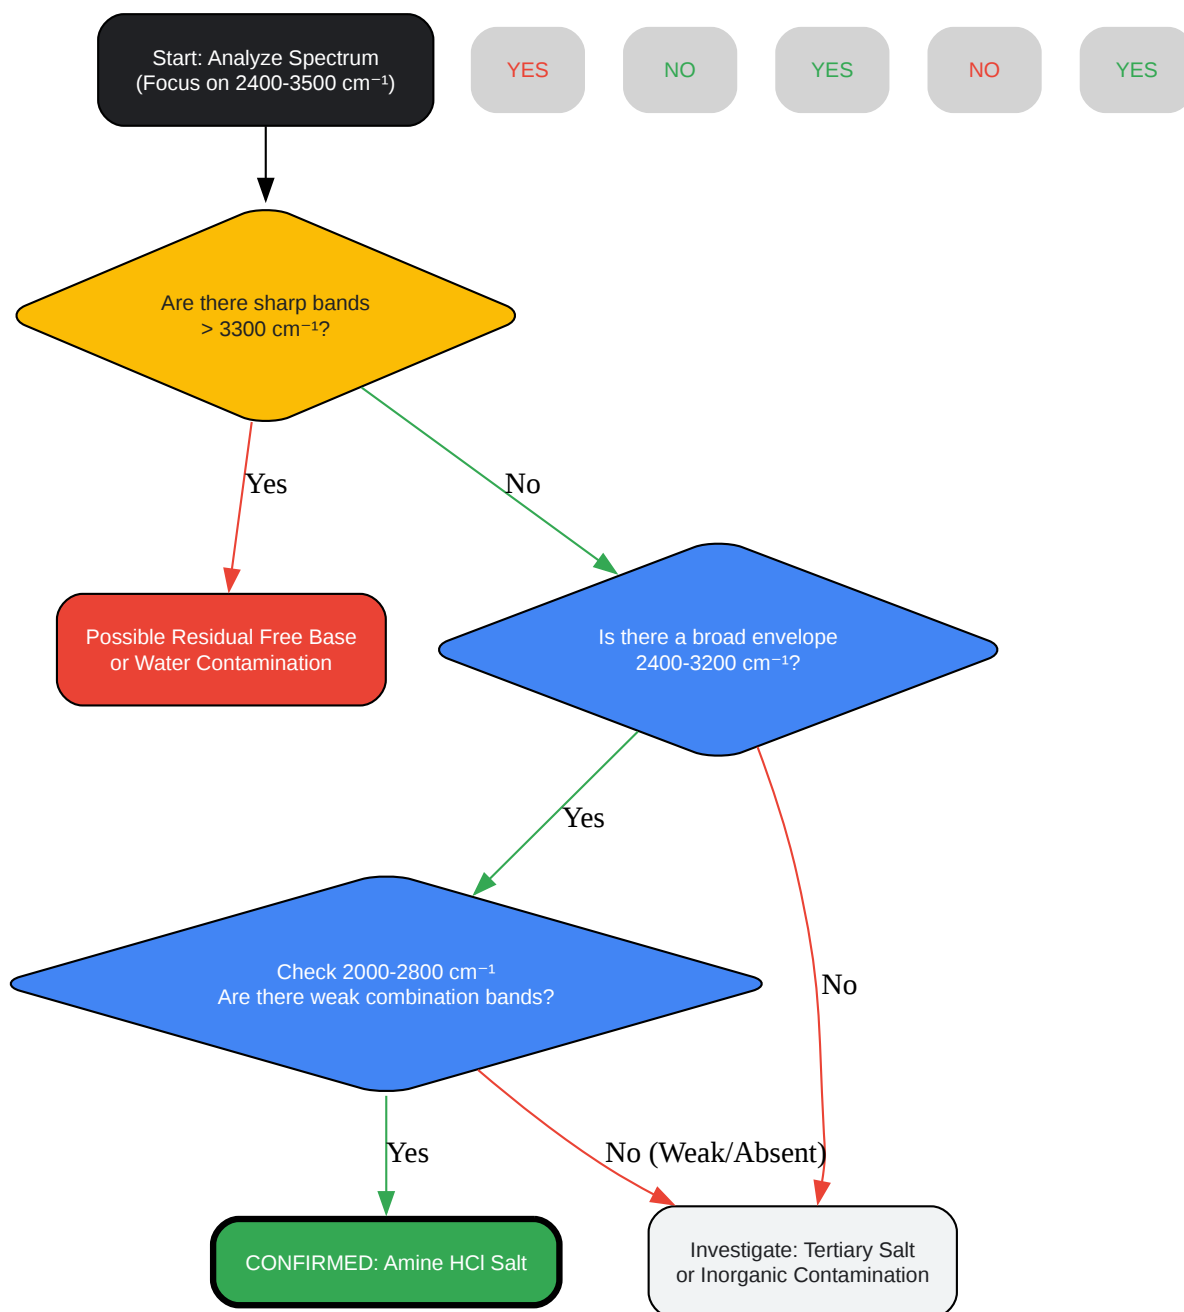 Start: Analyze Spectrum
(Focus on 2400-3500 cm⁻¹)
YES
NO
YES
NO
YES
Are there sharp bands
> 3300 cm⁻¹?
Yes
No
Possible Residual Free Base
or Water Contamination
Is there a broad envelope
2400-3200 cm⁻¹?
Yes
Check 2000-2800 cm⁻¹
Are there weak combination bands?
No
Yes
No (Weak/Absent)
CONFIRMED: Amine HCl Salt
Investigate: Tertiary Salt
or Inorganic Contamination